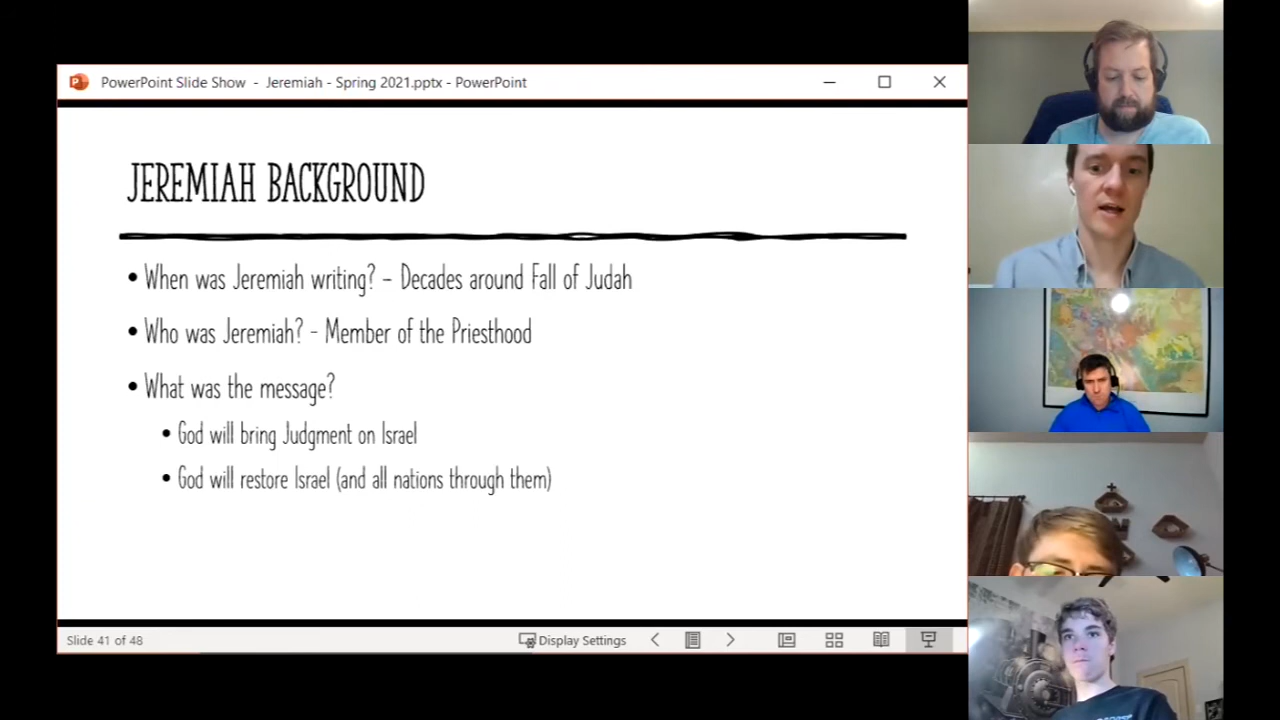 PowerPoint Slide Show - Jeremiah - Spring 2021.pptx - PowerPoint
JEREMIAH BACKGROUND
• When was Jeremiah writing? - Decades around Fall of Judah
• Who was Jeremiah? - Member of the Priesthood
• What was the message?
• God will bring Judgment on Israel
• God will restore Israel (and all nations through them)
Slide 41 of 48
Display Settings